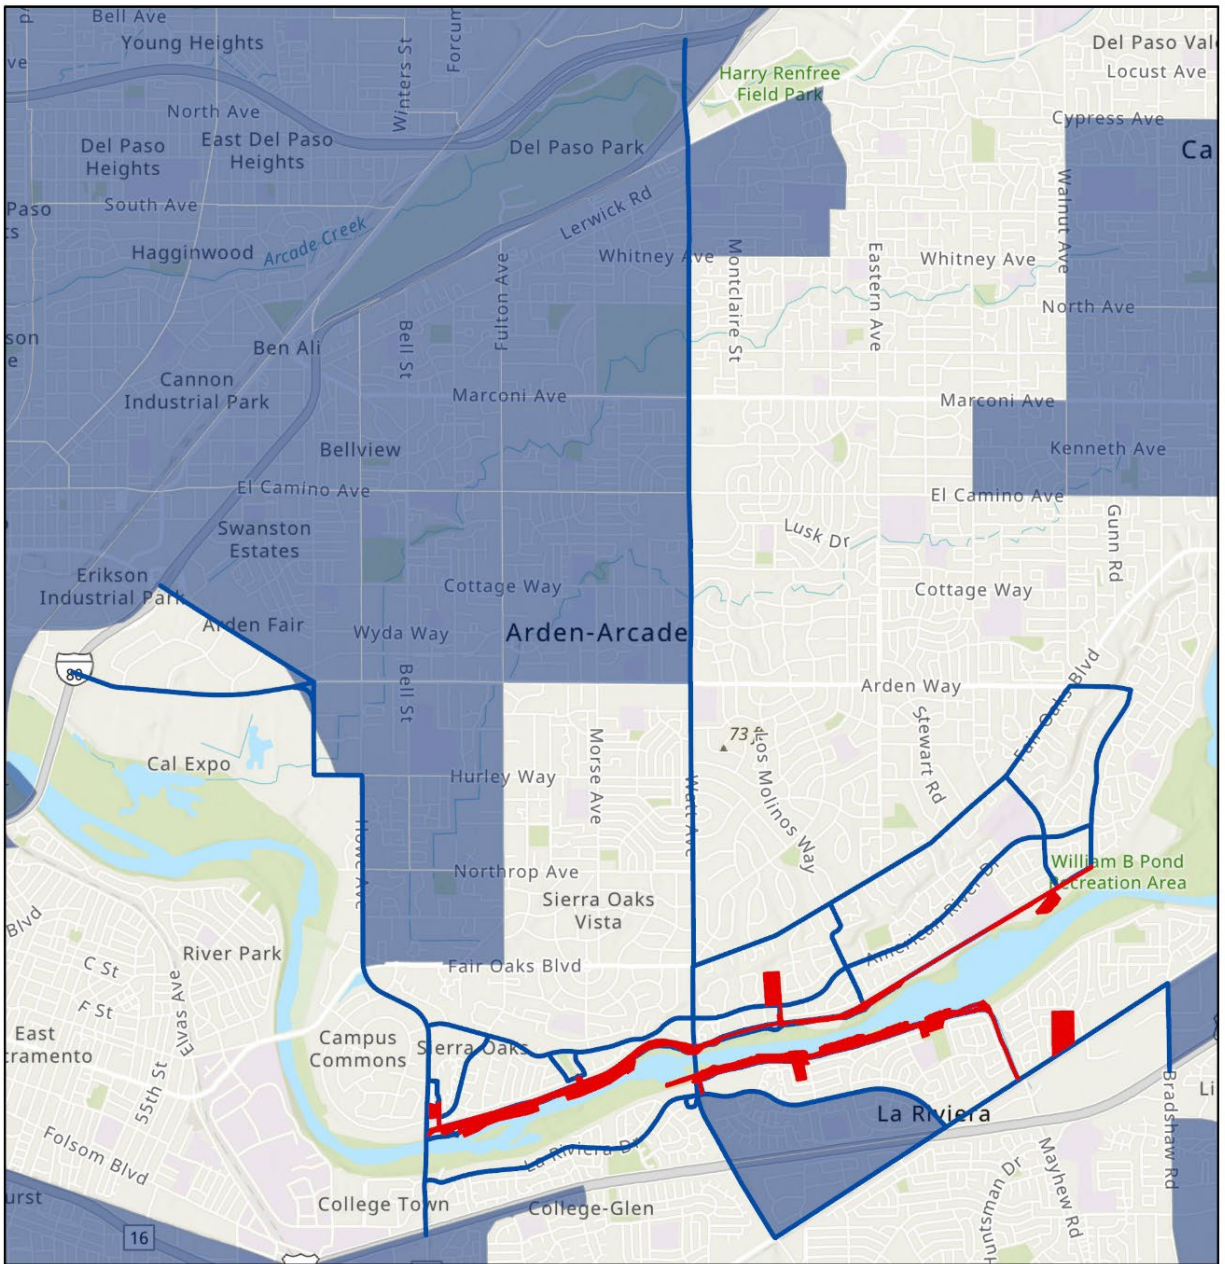 Bell Ave
Young Heights
Winters St
Harry Renfree
Field Park
Locust Ave
North Ave
Cypress Ave
Del Paso
Heights
East Del Paso
Heights
Del Paso Park
South Ave
Lerwick Rd
Walnut Ave
Hagginwood
Arcade Creek
Whitney Ave
Montclaire St
Eastern Ave
Whitney Ave
Fulton Ave
North Ave
Bell St
Ben Ali
Cannon
Industrial Park
Marconi Ave
Marconi Ave
Bellview
Kenneth Ave
El Camino Ave
El Camino Ave
Swanston
Estates
Lusk Dr
Gunn Rd
Erikson
Industrial Park
Cottage Way
Cottage Way
Arden Fair
Wyda Way
Arden-Arcade
80
Bell St
Arden Way
Fair Oaks Blvd
Stewart Rd
73 ft
Los Molinos Way
Morse Ave
Cal Expo
Hurley Way
Watt Ave
Howe Ave
Northrop Ave
William B Pond
Recreation Area
American River Dr
Sierra Oaks
Vista
Blvd
River Park
Fair Oaks Blvd
C St
F St
Elvas Ave
East
Campus
Commons
Sierra Oaks
55th St
La Riviera
Bradshaw Rd
Folsom Blvd
La Riviera Dr
Mayhew Rd
Huntsman Dr
College Town
College-Glen
16